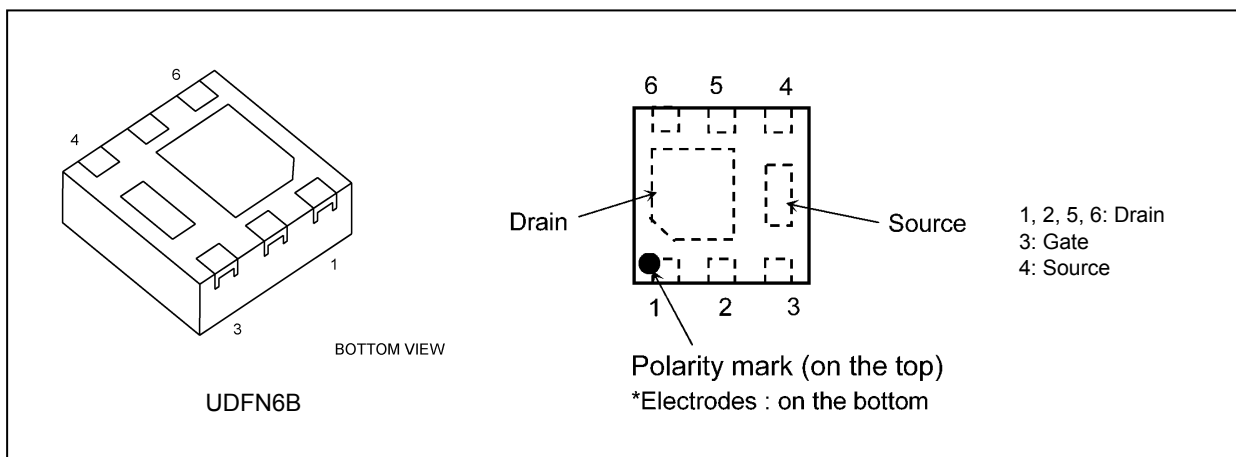 6
4
3
1
BOTTOM VIEW
UDFN6B
6 5 4
Drain
Source
1 2 3
Polarity mark (on the top)
*Electrodes : on the bottom
1, 2, 5, 6: Drain
3: Gate
4: Source